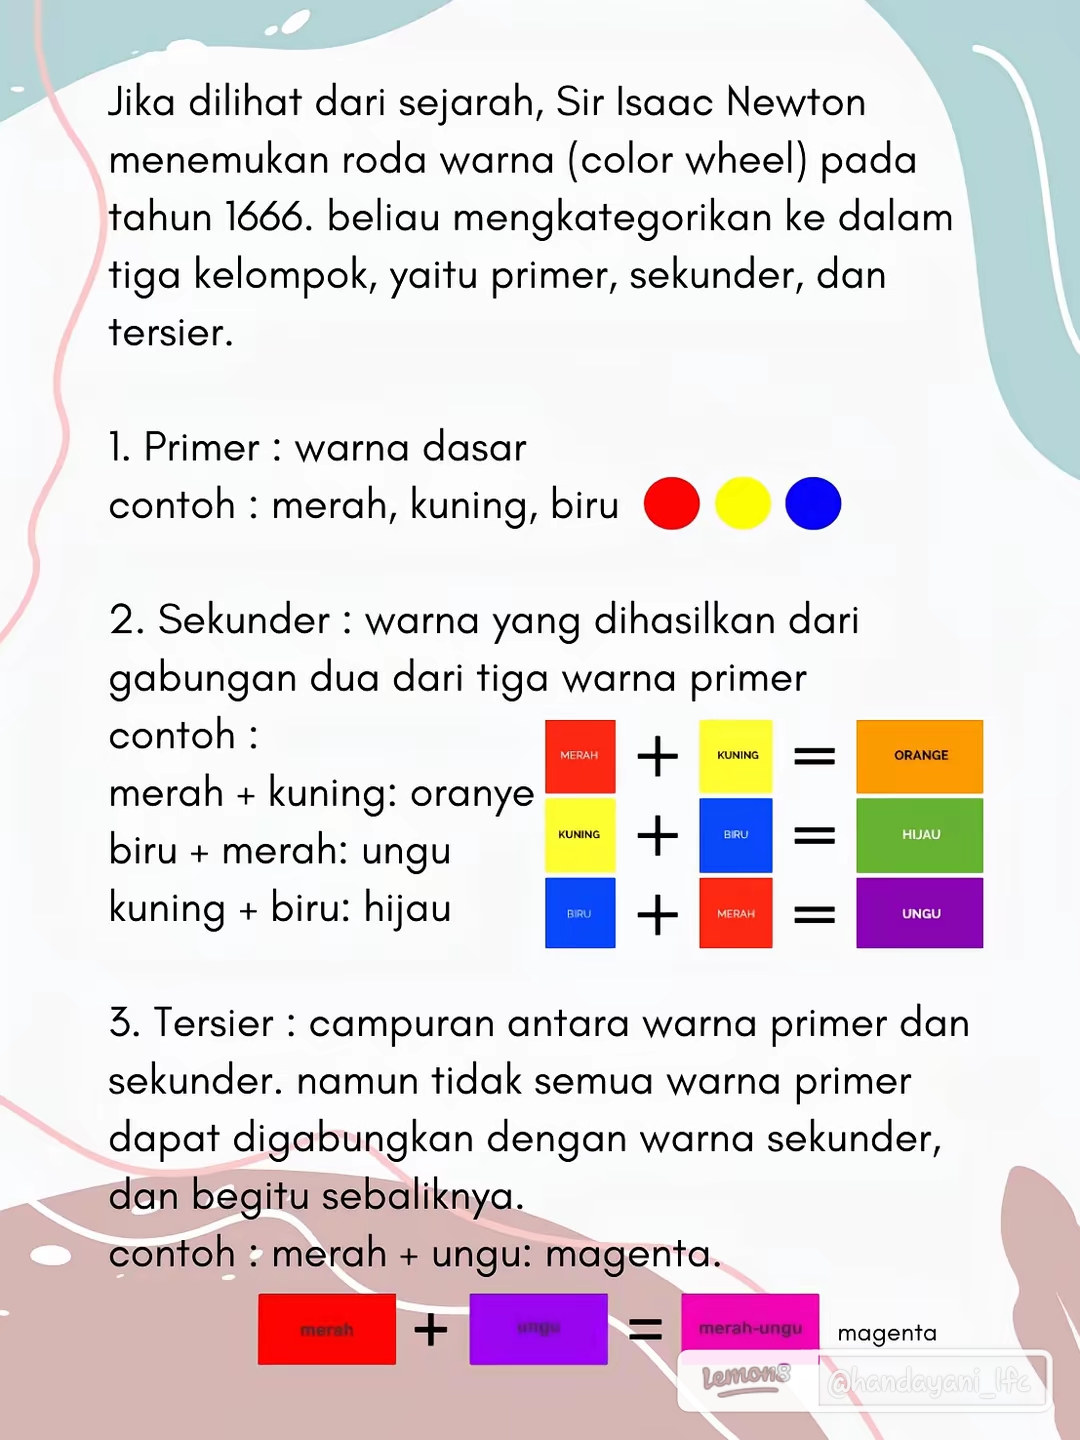 Jika dilihat dari sejarah, Sir Isaac Newton
menemukan roda warna (color wheel) pada
tahun 1666. beliau mengkategorikan ke dalam
tiga kelompok, yaitu primer, sekunder, dan
tersier.
1. Primer : warna dasar
contoh : merah, kuning, biru
2. Sekunder : warna yang dihasilkan dari
gabungan dua dari tiga warna primer
contoh :
merah + kuning: oranye
biru + merah: ungu
kuning + biru: hijau
MERAH + KUNING = ORANGE
KUNING + BIRU = HIJAU
BIRU + MERAH = UNGU
3. Tersier : campuran antara warna primer dan
sekunder. namun tidak semua warna primer
dapat digabungkan dengan warna sekunder,
dan begitu sebaliknya.
contoh : merah + ungu: magenta.
merah + ungu = merah-ungu magenta
Lemon8 @handayani_lfc